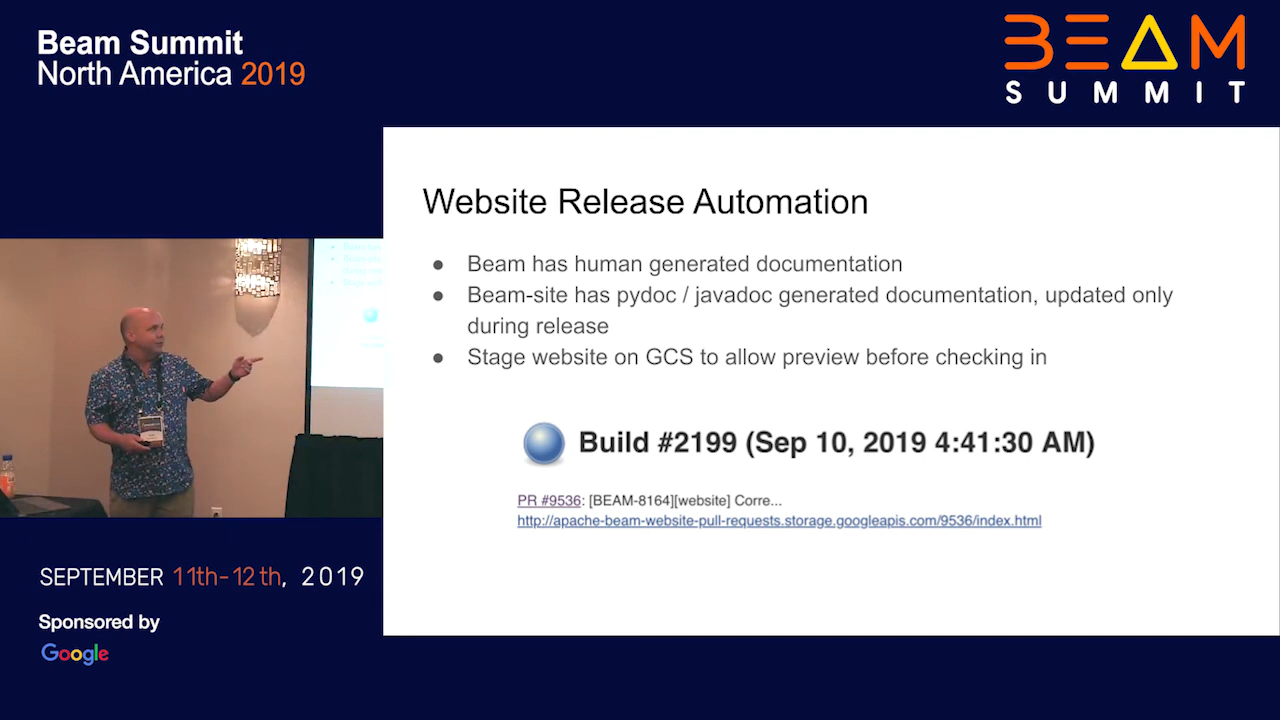 Beam Summit
North America 2019
BEAM
SUMMIT
Website Release Automation
● Beam has human generated documentation
● Beam-site has pydoc / javadoc generated documentation, updated only
during release
● Stage website on GCS to allow preview before checking in
Build #2199 (Sep 10, 2019 4:41:30 AM)
PR #9536: [BEAM-8164][website] Corre...
http://apache-beam-website-pull-requests.storage.googleapis.com/9536/index.html
SEPTEMBER 11th-12th, 2019
Sponsored by
Google